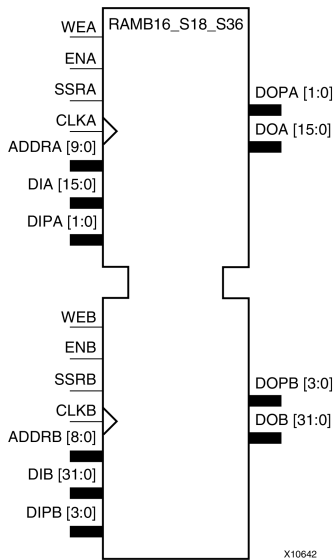 RAMB16_S18_S36
WEA
ENA
SSRA
CLKA
ADDRA [9:0]
DIA [15:0]
DIPA [1:0]
DOPA [1:0]
DOA [15:0]
WEB
ENB
SSRB
CLKB
ADDRB [8:0]
DIB [31:0]
DIPB [3:0]
DOPB [3:0]
DOB [31:0]
X10642